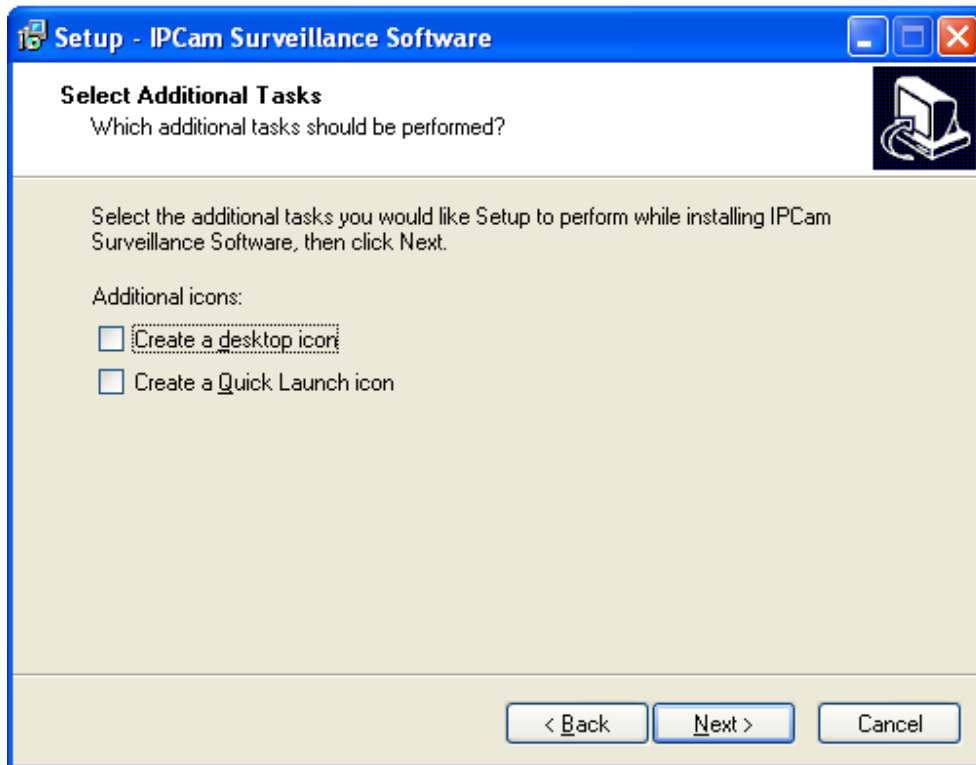 Setup - IPCam Surveillance Software
Select Additional Tasks
Which additional tasks should be performed?
Select the additional tasks you would like Setup to perform while installing IPCam
Surveillance Software, then click Next.
Additional icons:
Create a desktop icon
Create a Quick Launch icon
< Back
Next >
Cancel